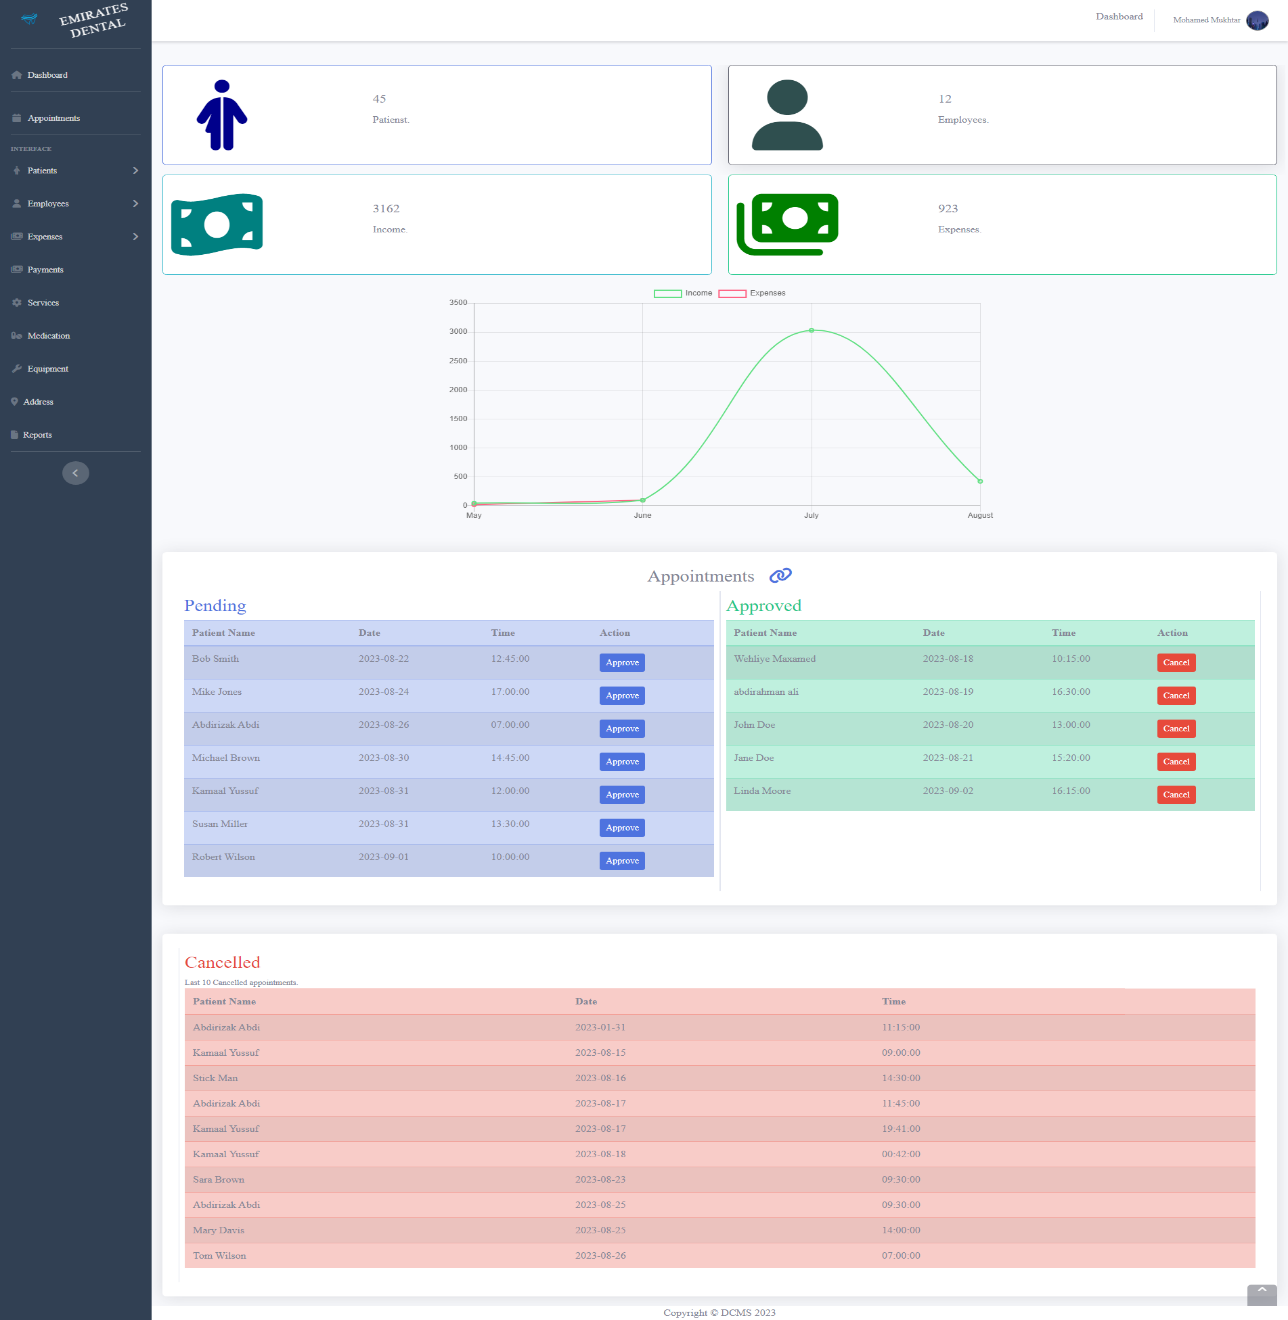 EMIRATES
DENTAL
Dashboard
Mohamed Mukhtar
Dashboard
Appointments
INTERFACE
Patients
Employees
Expenses
Payments
Services
Medication
Equipment
Address
Reports
45
Patienst.
12
Employees.
3162
Income.
923
Expenses.
Income Expenses
3500
3000
2500
2000
1500
1000
500
0
May June July August
Appointments
Pending
Patient Name Date Time Action
Bob Smith 2023-08-22 12:45:00 Approve
Mike Jones 2023-08-24 17:00:00 Approve
Abdirizak Abdi 2023-08-26 07:00:00 Approve
Michael Brown 2023-08-30 14:45:00 Approve
Kamaal Yussuf 2023-08-31 12:00:00 Approve
Susan Miller 2023-08-31 13:30:00 Approve
Robert Wilson 2023-09-01 10:00:00 Approve
Approved
Patient Name Date Time Action
Wehliye Maxamed 2023-08-18 10:15:00 Cancel
abdirahman ali 2023-08-19 16:30:00 Cancel
John Doe 2023-08-20 13:00:00 Cancel
Jane Doe 2023-08-21 15:20:00 Cancel
Linda Moore 2023-09-02 16:15:00 Cancel
Cancelled
Last 10 Cancelled appointments.
Patient Name Date Time
Abdirizak Abdi 2023-01-31 11:15:00
Kamaal Yussuf 2023-08-15 09:00:00
Stick Man 2023-08-16 14:30:00
Abdirizak Abdi 2023-08-17 11:45:00
Kamaal Yussuf 2023-08-17 19:41:00
Kamaal Yussuf 2023-08-18 00:42:00
Sara Brown 2023-08-23 09:30:00
Abdirizak Abdi 2023-08-25 09:30:00
Mary Davis 2023-08-25 14:00:00
Tom Wilson 2023-08-26 07:00:00
Copyright © DCMS 2023